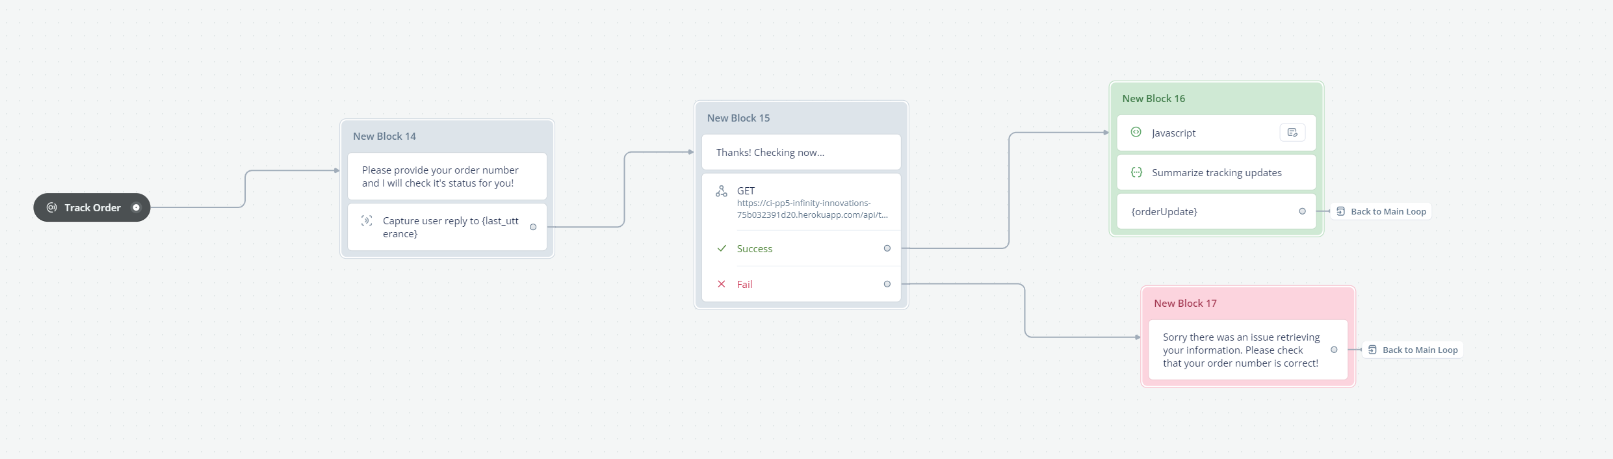 Track Order
New Block 14
Please provide your order number
and I will check it's status for you!
Capture user reply to {last_utt
erance}
New Block 15
Thanks! Checking now...
GET
https://ci-pp5-infinity-innovations-
75b032391d20.herokuapp.com/api/t...
Success
Fail
New Block 16
Javascript
Summarize tracking updates
{orderUpdate}
Back to Main Loop
New Block 17
Sorry there was an issue retrieving
your information. Please check
that your order number is correct!
Back to Main Loop